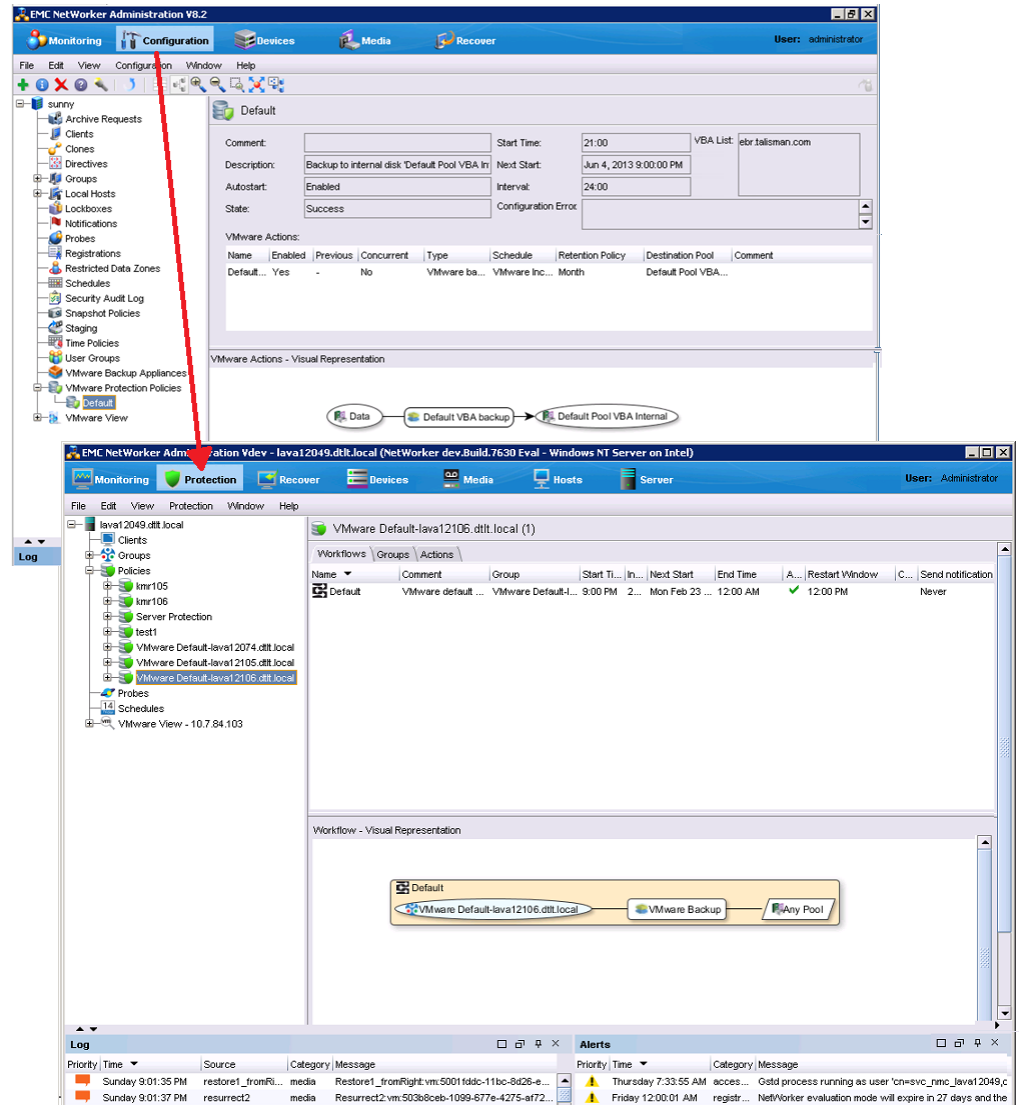 EMC NetWorker Administration V8.2
Monitoring Configuration Devices Media Recover User: administrator
File Edit View Configuration Window Help
sunny
Archive Requests
Clients
Clones
Directives
Groups
Local Hosts
Lockboxes
Notifications
Probes
Registrations
Restricted Data Zones
Schedules
Security Audit Log
Snapshot Policies
Staging
Time Policies
User Groups
VMware Backup Appliances
VMware Protection Policies
Default
VMware View
Log
Default
Comment: Start Time: 21:00 VBA List: ebr.talisman.com
Description: Backup to internal disk 'Default Pool VBA In Next Start: Jun 4, 2013 9:00:00 PM
Autostart: Enabled Interval: 24:00
State: Success Configuration Error:
VMware Actions:
Name Enabled Previous Concurrent Type Schedule Retention Policy Destination Pool Comment
Default... Yes - No VMware ba... VMware Inc... Month Default Pool VBA...
VMware Actions - Visual Representation
Data Default VBA backup Default Pool VBA Internal
EMC NetWorker Administration Vdev - lava12049.dtlt.local (NetWorker dev.Build.7630 Eval - Windows NT Server on Intel)
Monitoring Protection Recover Devices Media Hosts Server User: Administrator
File Edit View Protection Window Help
lava12049.dtlt.local
Clients
Groups
Policies
kmr105
kmr106
Server Protection
test1
VMware Default-lava12074.dtlt.local
VMware Default-lava12105.dtlt.local
VMware Default-lava12106.dtlt.local
Probes
14 Schedules
vm VMware View - 10.7.84.103
VMware Default-lava12106.dtlt.local (1)
Workflows Groups Actions
Name Comment Group Start Ti... In... Next Start End Time A... Restart Window C... Send notification
Default VMware default ... VMware Default-l... 9:00 PM 2... Mon Feb 23 ... 12:00 AM 12:00 PM Never
Workflow - Visual Representation
Default
VMware Default-lava12106.dtlt.local VMware Backup Any Pool
Log
Priority Time Source Category Message
Sunday 9:01:35 PM restore1_fromRi... media Restore1_fromRight:vm:5001fddc-11bc-8d26-e...
Sunday 9:01:37 PM resurrect2 media Resurrect2:vm:503b8ceb-1099-677e-4275-af72...
Alerts
Priority Time Category Message
Thursday 7:33:55 AM acces... Gstd process running as user 'cn=svc_nmc_lava12049,c
Friday 12:00:01 AM registr... NetWorker evaluation mode will expire in 27 days and the